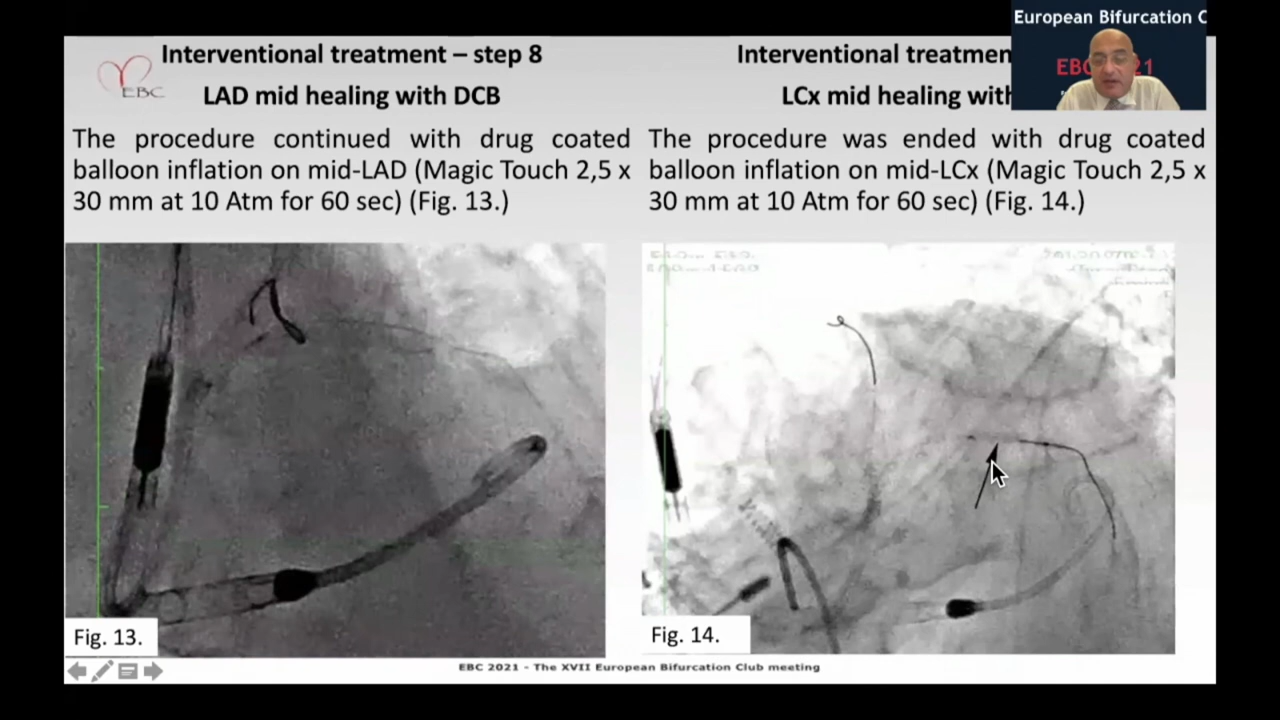 European Bifurcation C
EBC 21
EBC
Interventional treatment – step 8
LAD mid healing with DCB
The procedure continued with drug coated
balloon inflation on mid-LAD (Magic Touch 2,5 x
30 mm at 10 Atm for 60 sec) (Fig. 13.)
Interventional treatmen
LCx mid healing with
The procedure was ended with drug coated
balloon inflation on mid-LCx (Magic Touch 2,5 x
30 mm at 10 Atm for 60 sec) (Fig. 14.)
Fig. 13.
Fig. 14.
EBC 2021 - The XVII European Bifurcation Club meeting